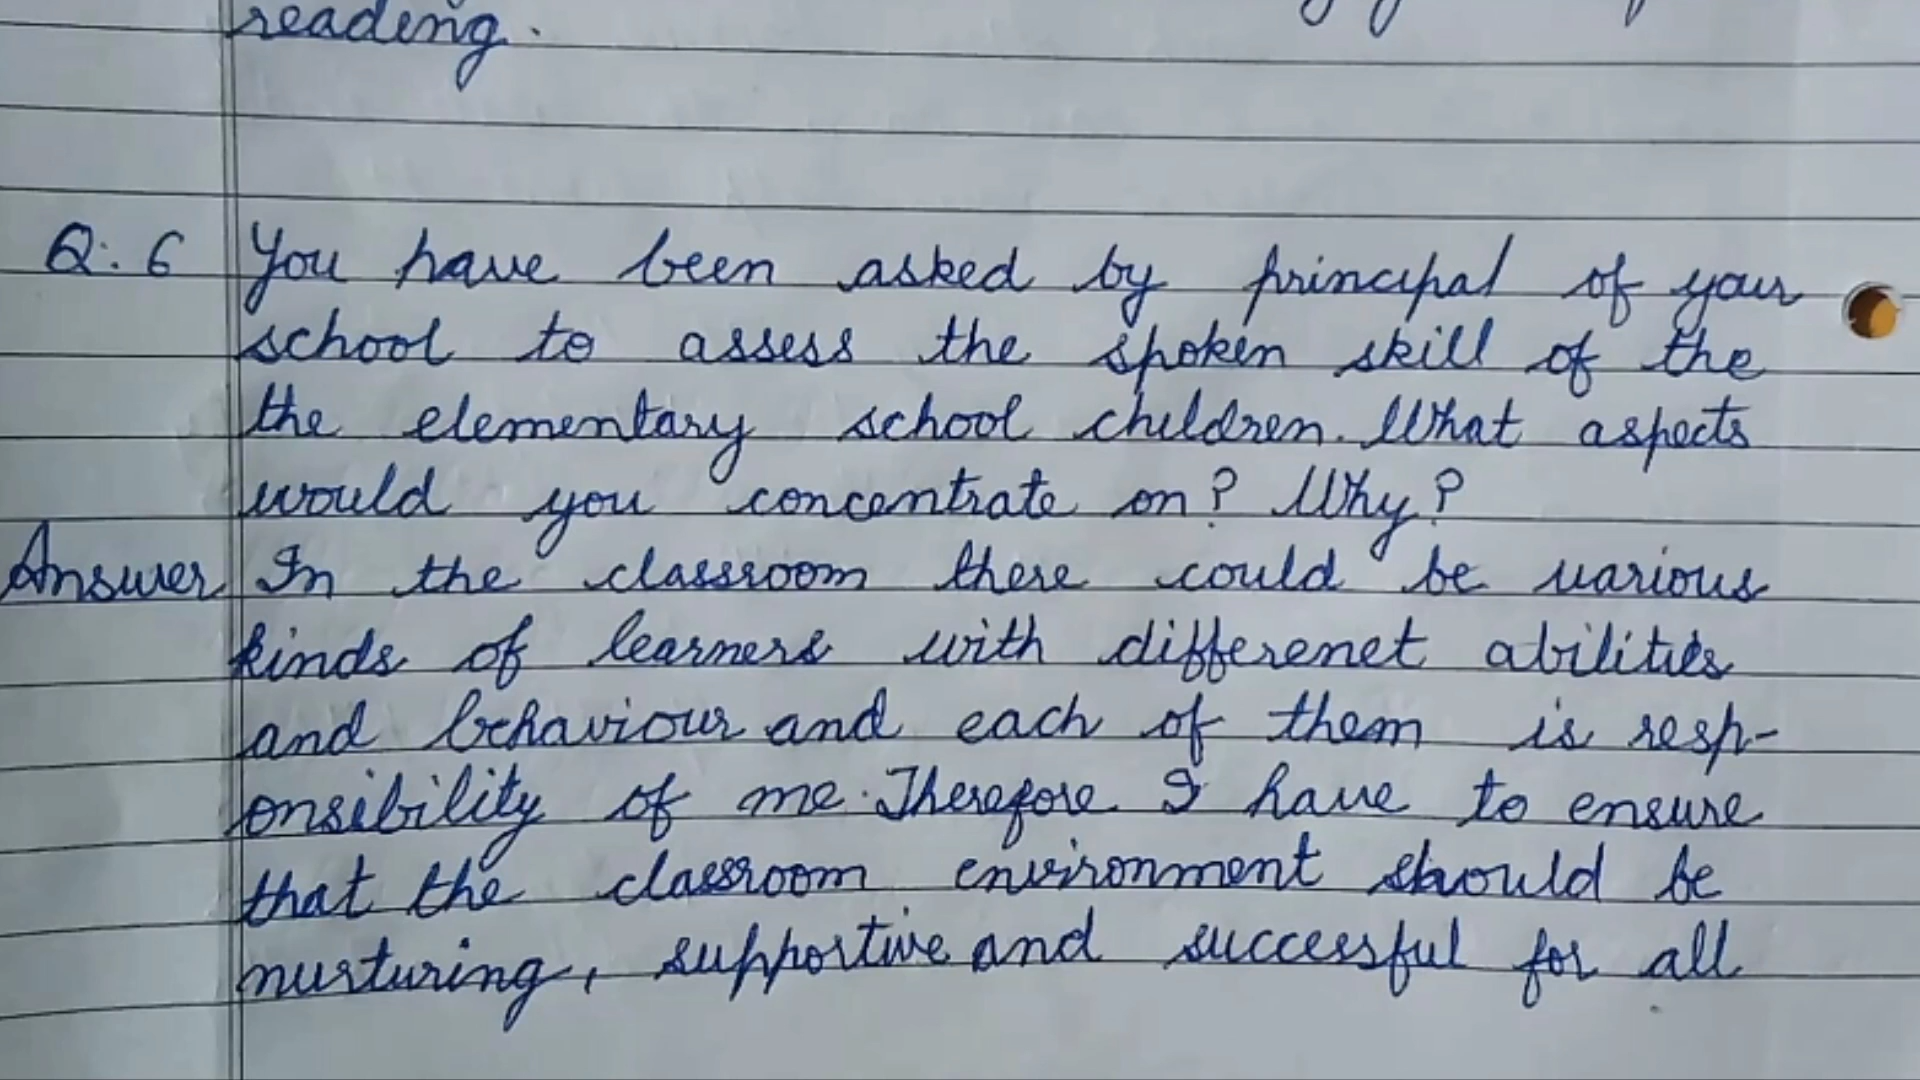 reading.
Q:. 6 You have been asked by principal of your
school to assess the spoken skill of the
the elementary school children. What aspects
would you concentrate on? Why?
Answer In the classroom there could be various
kinds of learners with differenet abilities
and behaviour and each of them is resp-
onsibility of me. Therefore I have to ensure
that the classroom environment should be
nurturing, supportive and successful for all